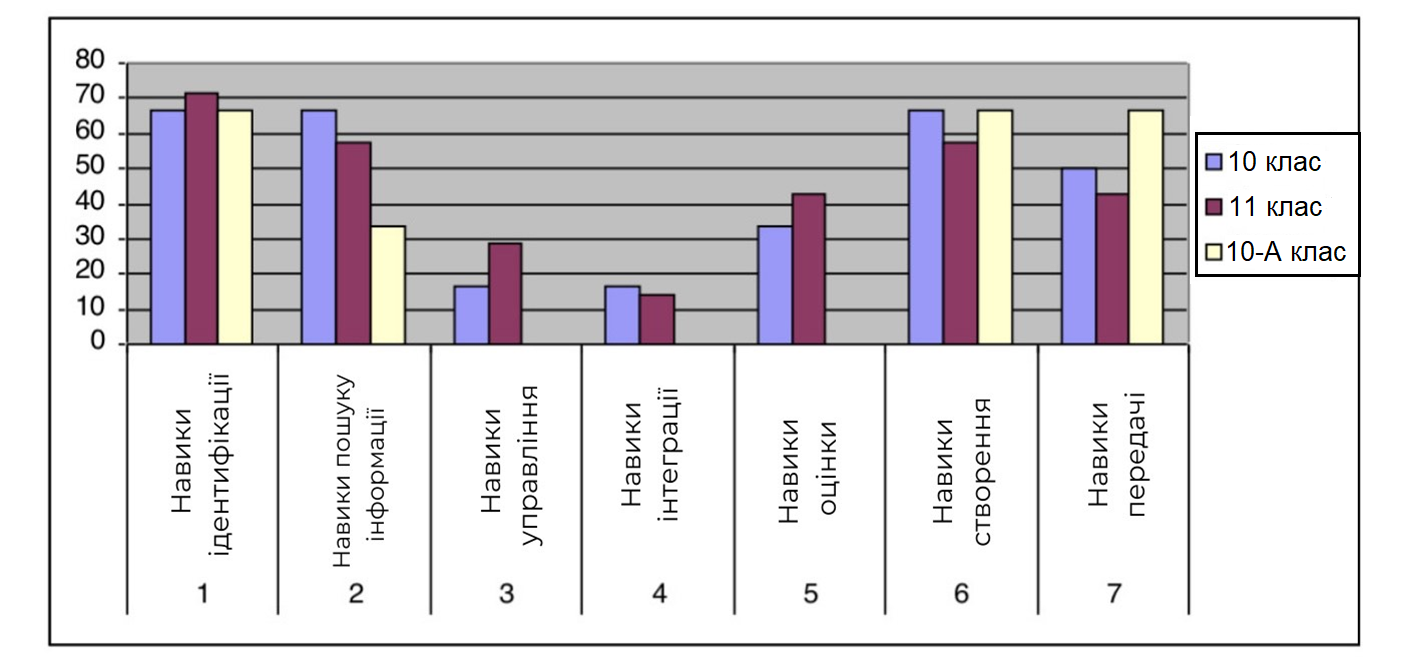 80
70
60
50
40
30
20
10
0
10 клас
11 клас
10-А клас
Навики
ідентифікації
Навики пошуку
інформації
Навики
управління
Навики
інтеграції
Навики
оцінки
Навики
створення
Навики
передачі
1
2
3
4
5
6
7